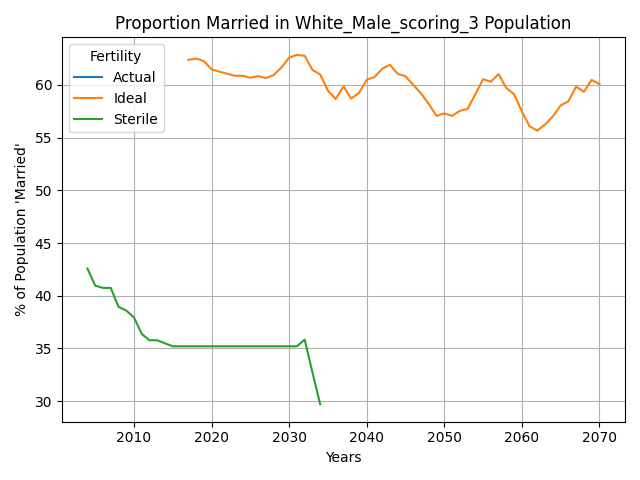 Proportion Married in White_Male_scoring_3 Population
Fertility
Actual
Ideal
Sterile
% of Population 'Married'
60
55
50
45
40
35
30
2010 2020 2030 2040 2050 2060 2070
Years